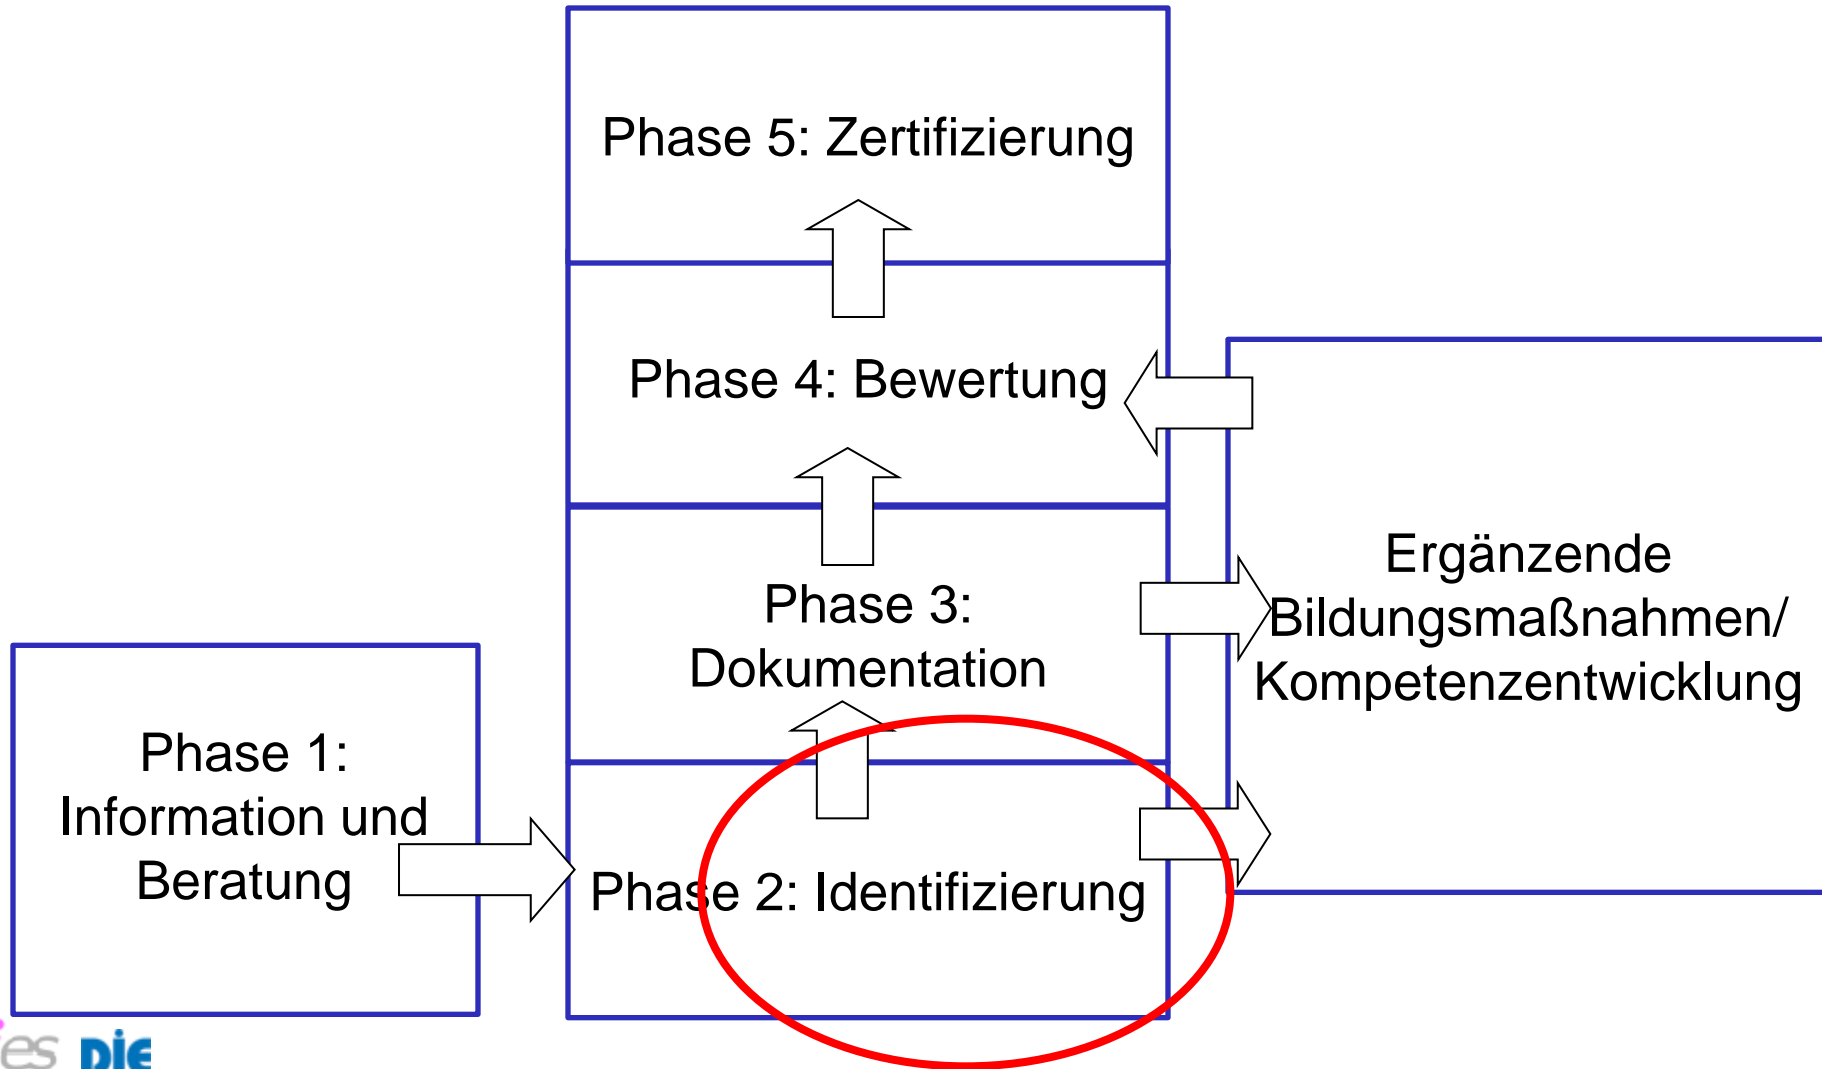 Phase 5: Zertifizierung
Phase 4: Bewertung
Phase 3:
Dokumentation
Phase 2: Identifizierung
Phase 1:
Information und
Beratung
Ergänzende
Bildungsmaßnahmen/
Kompetenzentwicklung
es DIE